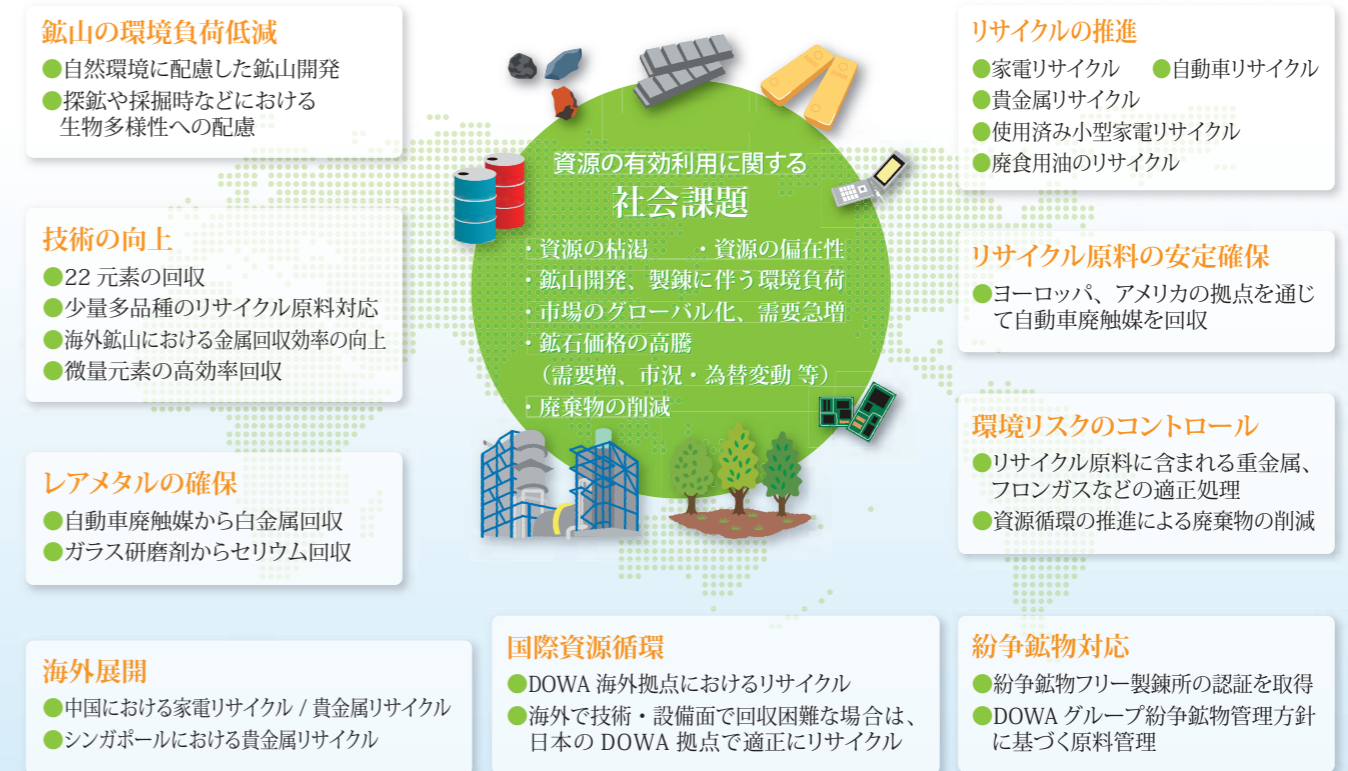 鉱山の環境負荷低減
●自然環境に配慮した鉱山開発
●探鉱や採掘時などにおける
生物多様性への配慮
技術の向上
●22 元素の回収
●少量多品種のリサイクル原料対応
●海外鉱山における金属回収効率の向上
●微量元素の高効率回収
レアメタルの確保
●自動車廃触媒から白金属回収
●ガラス研磨剤からセリウム回収
海外展開
●中国における家電リサイクル / 貴金属リサイクル
●シンガポールにおける貴金属リサイクル
資源の有効利用に関する
社会課題
・資源の枯渇 ・資源の偏在性
・鉱山開発、製錬に伴う環境負荷
・市場のグローバル化、需要急増
・鉱石価格の高騰
（需要増、市況・為替変動 等）
・廃棄物の削減
国際資源循環
●DOWA 海外拠点におけるリサイクル
●海外で技術・設備面で回収困難な場合は、
日本の DOWA 拠点で適正にリサイクル
リサイクルの推進
●家電リサイクル ●自動車リサイクル
●貴金属リサイクル
●使用済み小型家電リサイクル
●廃食用油のリサイクル
リサイクル原料の安定確保
●ヨーロッパ、アメリカの拠点を通じ
て自動車廃触媒を回収
環境リスクのコントロール
●リサイクル原料に含まれる重金属、
フロンガスなどの適正処理
●資源循環の推進による廃棄物の削減
紛争鉱物対応
●紛争鉱物フリー製錬所の認証を取得
●DOWA グループ紛争鉱物管理方針
に基づく原料管理